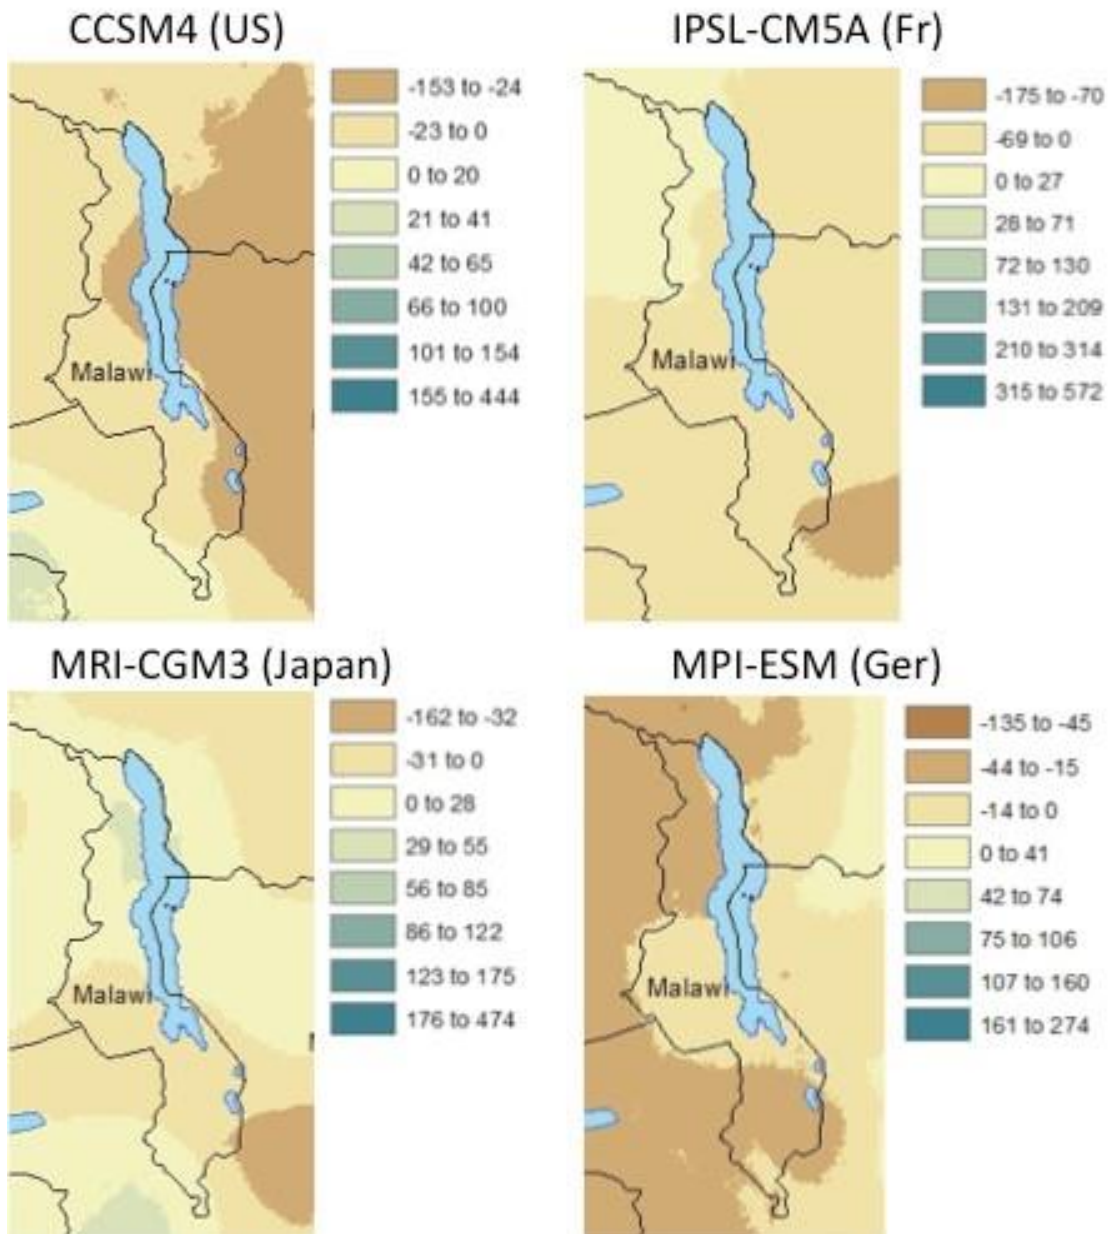 CCSM4 (US)
-153 to -24
-23 to 0
0 to 20
21 to 41
42 to 65
66 to 100
101 to 154
155 to 444
Malawi
IPSL-CM5A (Fr)
-175 to -70
-69 to 0
0 to 27
28 to 71
72 to 130
131 to 209
210 to 314
315 to 572
Malawi
MRI-CGM3 (Japan)
-162 to -32
-31 to 0
0 to 28
29 to 55
56 to 85
86 to 122
123 to 175
176 to 474
Malawi
MPI-ESM (Ger)
-135 to -45
-44 to -15
-14 to 0
0 to 41
42 to 74
75 to 106
107 to 160
161 to 274
Malawi